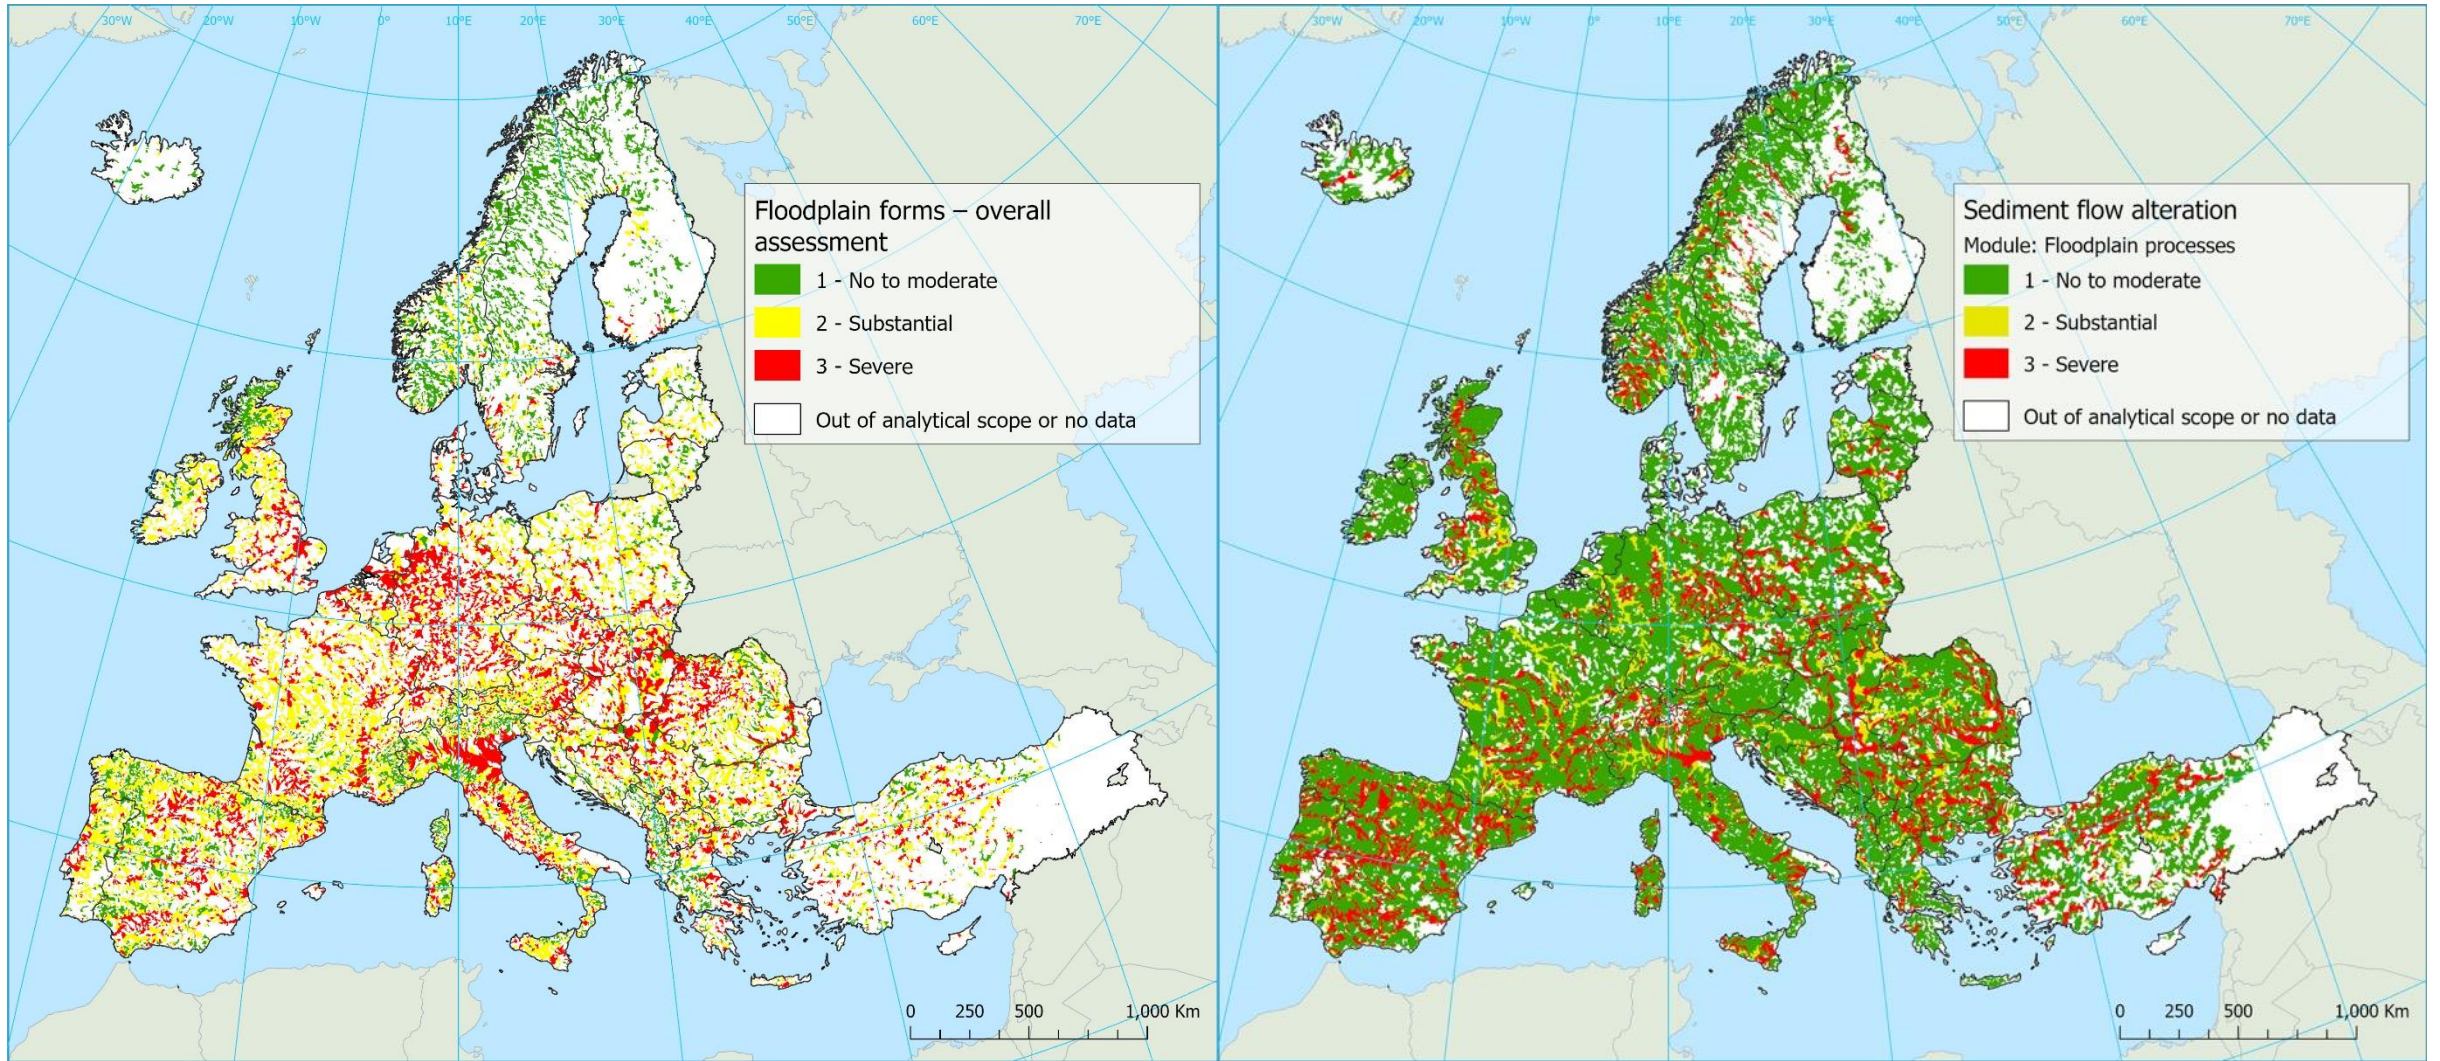 30°W 20°W 10°W 0° 10°E 20°E 30°E 40°E 50°E 60°E 70°E
Floodplain forms – overall
assessment
1 - No to moderate
2 - Substantial
3 - Severe
Out of analytical scope or no data
0 250 500 1,000 Km
30°W 20°W 10°W 0° 10°E 20°E 30°E 40°E 50°E 60°E 70°E
Sediment flow alteration
Module: Floodplain processes
1 - No to moderate
2 - Substantial
3 - Severe
Out of analytical scope or no data
0 250 500 1,000 Km